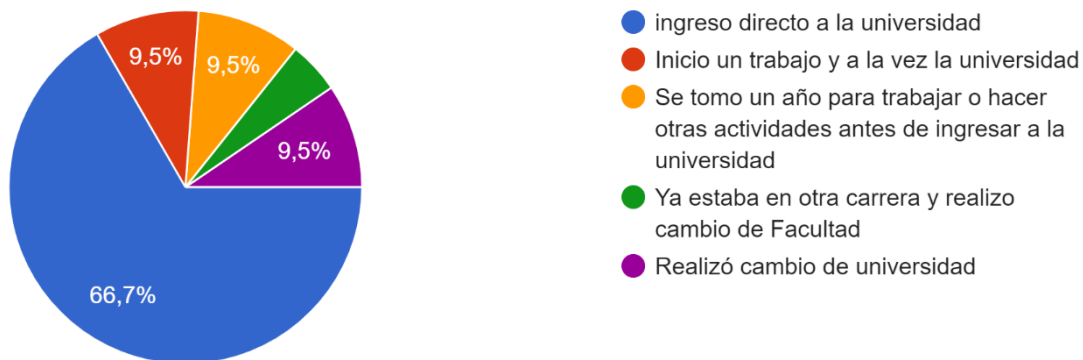 9,5%
9,5%
9,5%
66,7%
ingreso directo a la universidad
Inicio un trabajo y a la vez la universidad
Se tomo un año para trabajar o hacer
otras actividades antes de ingresar a la
universidad
Ya estaba en otra carrera y realizo
cambio de Facultad
Realizó cambio de universidad